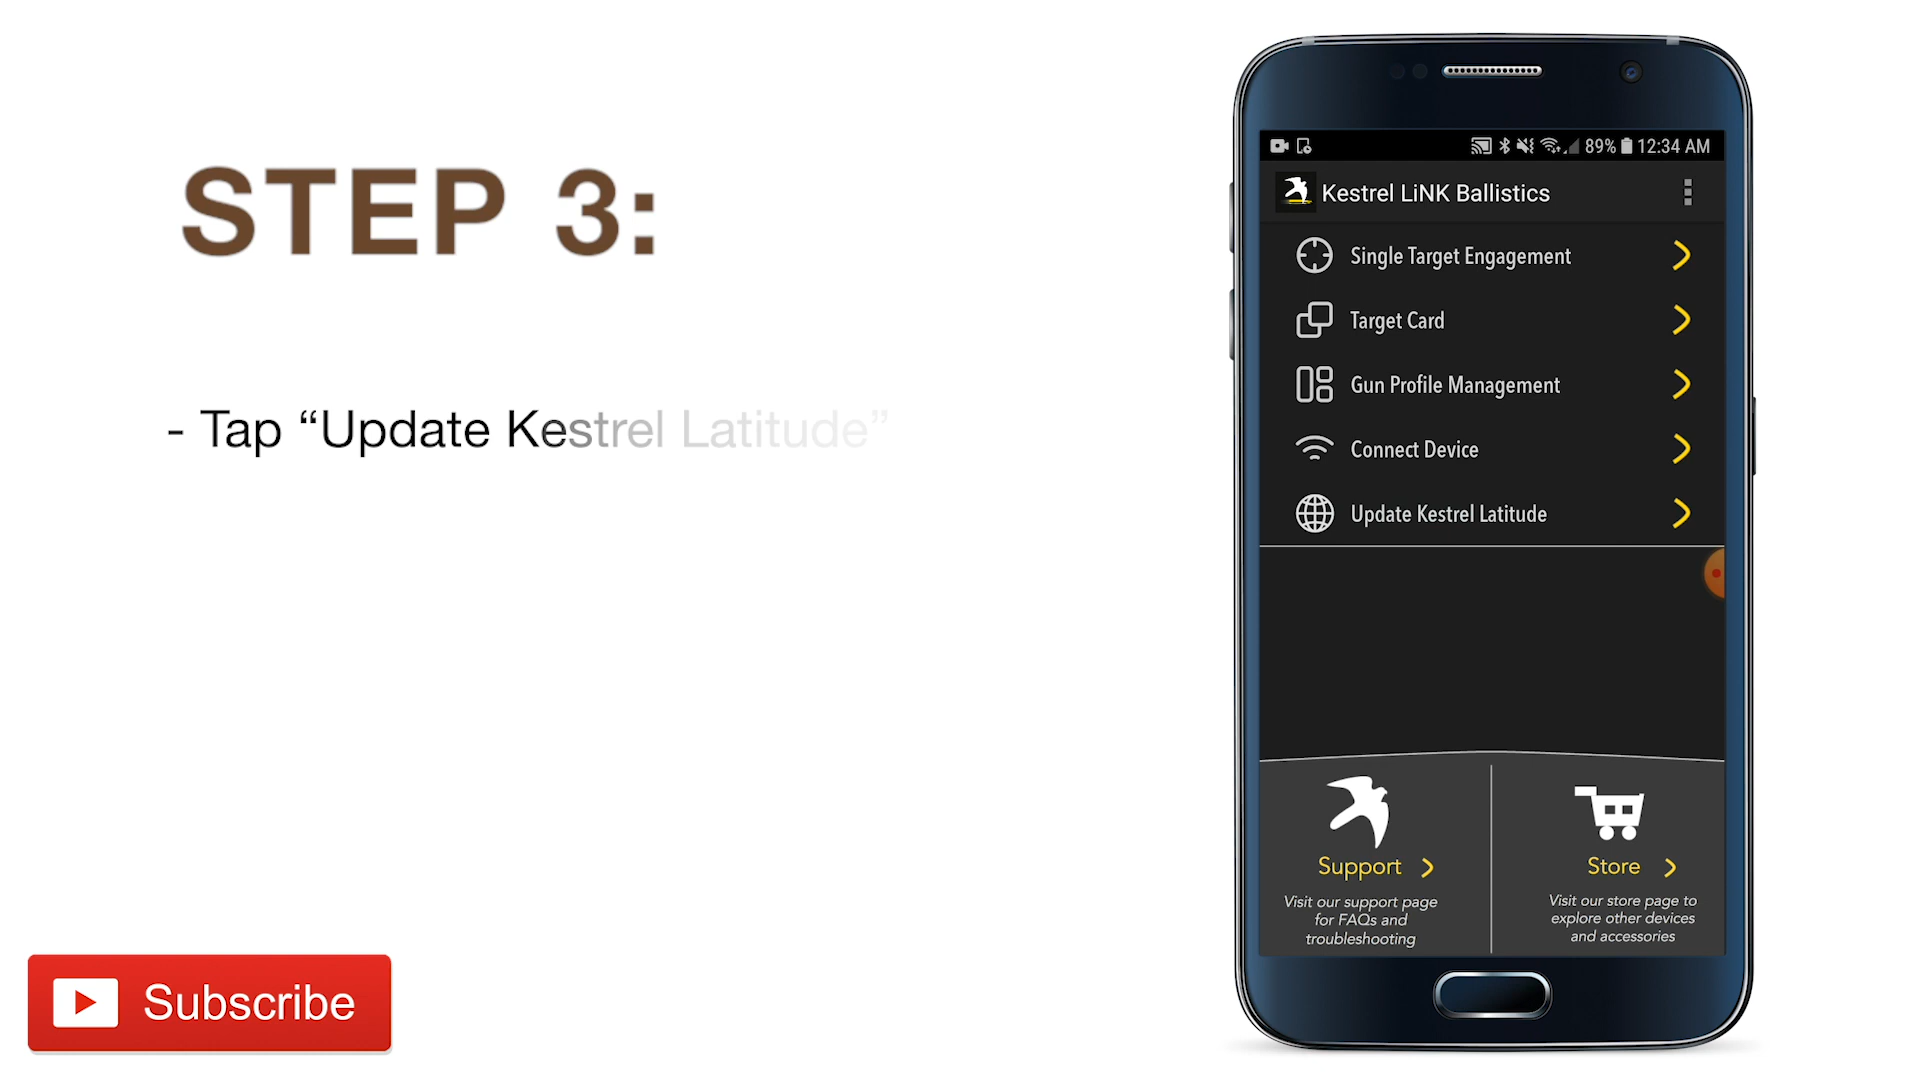 STEP 3:
- Tap “Update Kestrel Latitude”
Subscribe
89% 12:34 AM
Kestrel LiNK Ballistics
Single Target Engagement
Target Card
Gun Profile Management
Connect Device
Update Kestrel Latitude
Support
Visit our support page
for FAQs and
troubleshooting
Store
Visit our store page to
explore other devices
and accessories